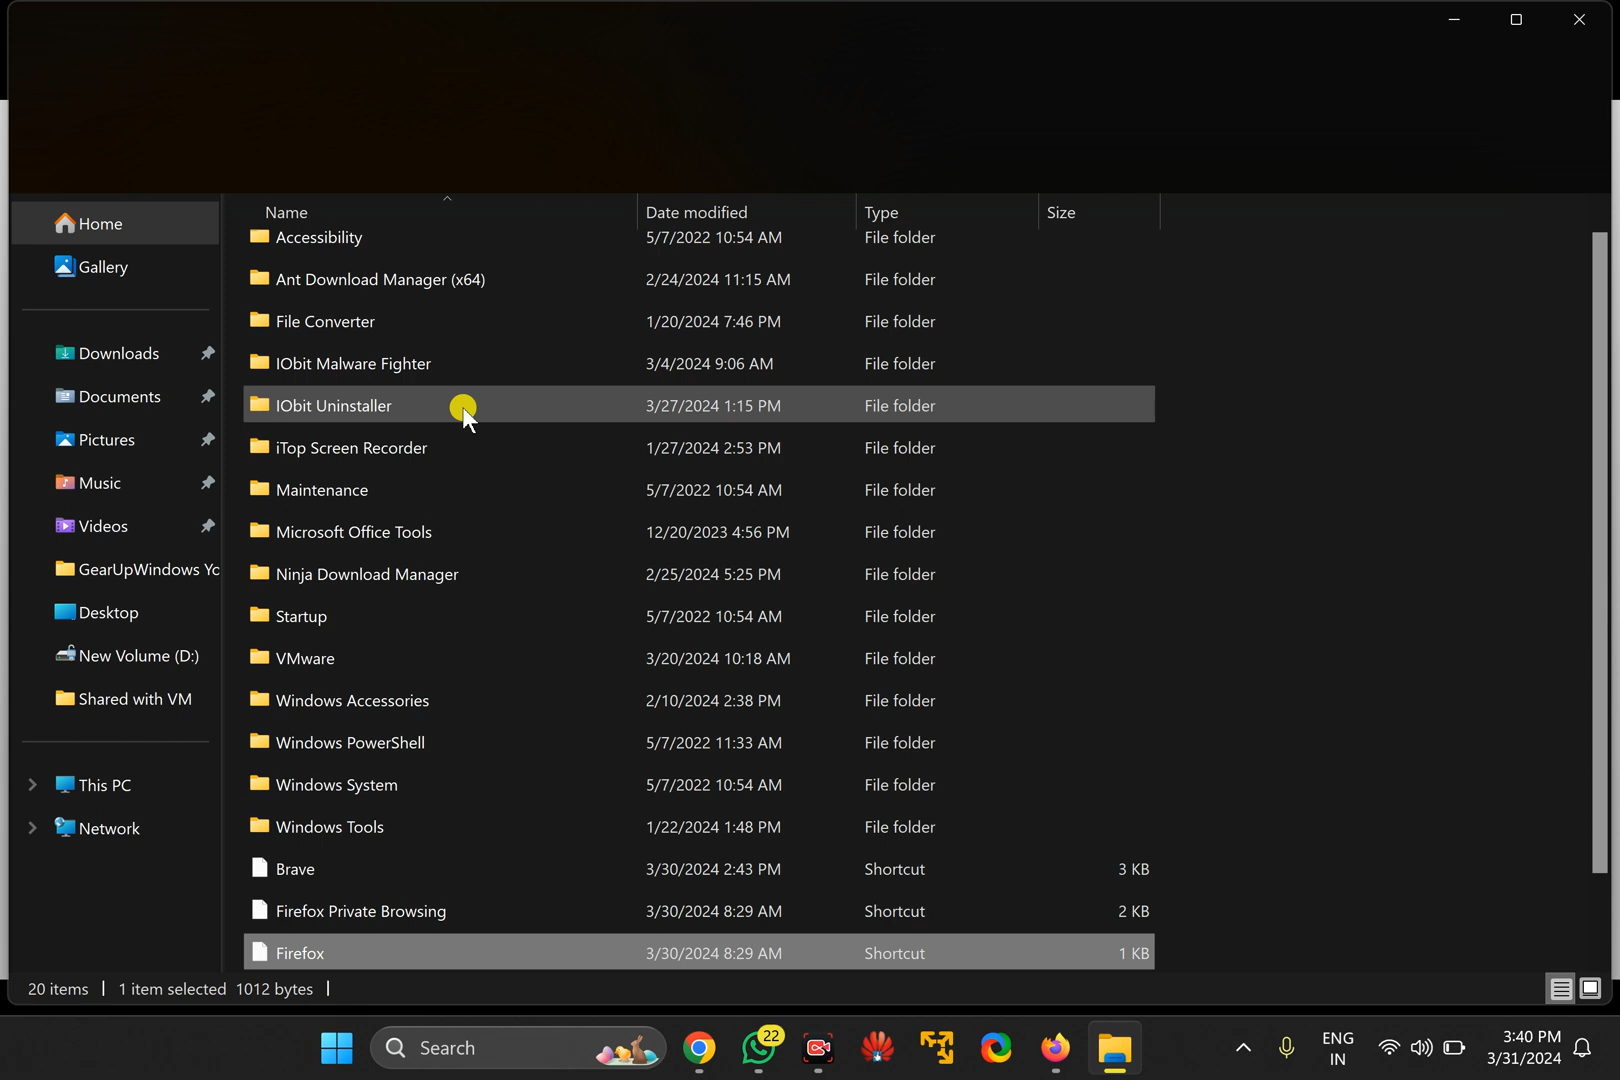 Name Date modified Type Size
Home
Gallery
Downloads
Documents
Pictures
Music
Videos
GearUpWindows Yo
Desktop
New Volume (D:)
Shared with VM
This PC
Network
Accessibility 5/7/2022 10:54 AM File folder
Ant Download Manager (x64) 2/24/2024 11:15 AM File folder
File Converter 1/20/2024 7:46 PM File folder
IObit Malware Fighter 3/4/2024 9:06 AM File folder
IObit Uninstaller 3/27/2024 1:15 PM File folder
iTop Screen Recorder 1/27/2024 2:53 PM File folder
Maintenance 5/7/2022 10:54 AM File folder
Microsoft Office Tools 12/20/2023 4:56 PM File folder
Ninja Download Manager 2/25/2024 5:25 PM File folder
Startup 5/7/2022 10:54 AM File folder
VMware 3/20/2024 10:18 AM File folder
Windows Accessories 2/10/2024 2:38 PM File folder
Windows PowerShell 5/7/2022 11:33 AM File folder
Windows System 5/7/2022 10:54 AM File folder
Windows Tools 1/22/2024 1:48 PM File folder
Brave 3/30/2024 2:43 PM Shortcut 3 KB
Firefox Private Browsing 3/30/2024 8:29 AM Shortcut 2 KB
Firefox 3/30/2024 8:29 AM Shortcut 1 KB
20 items 1 item selected 1012 bytes
Search
22
ENG
IN
3:40 PM
3/31/2024